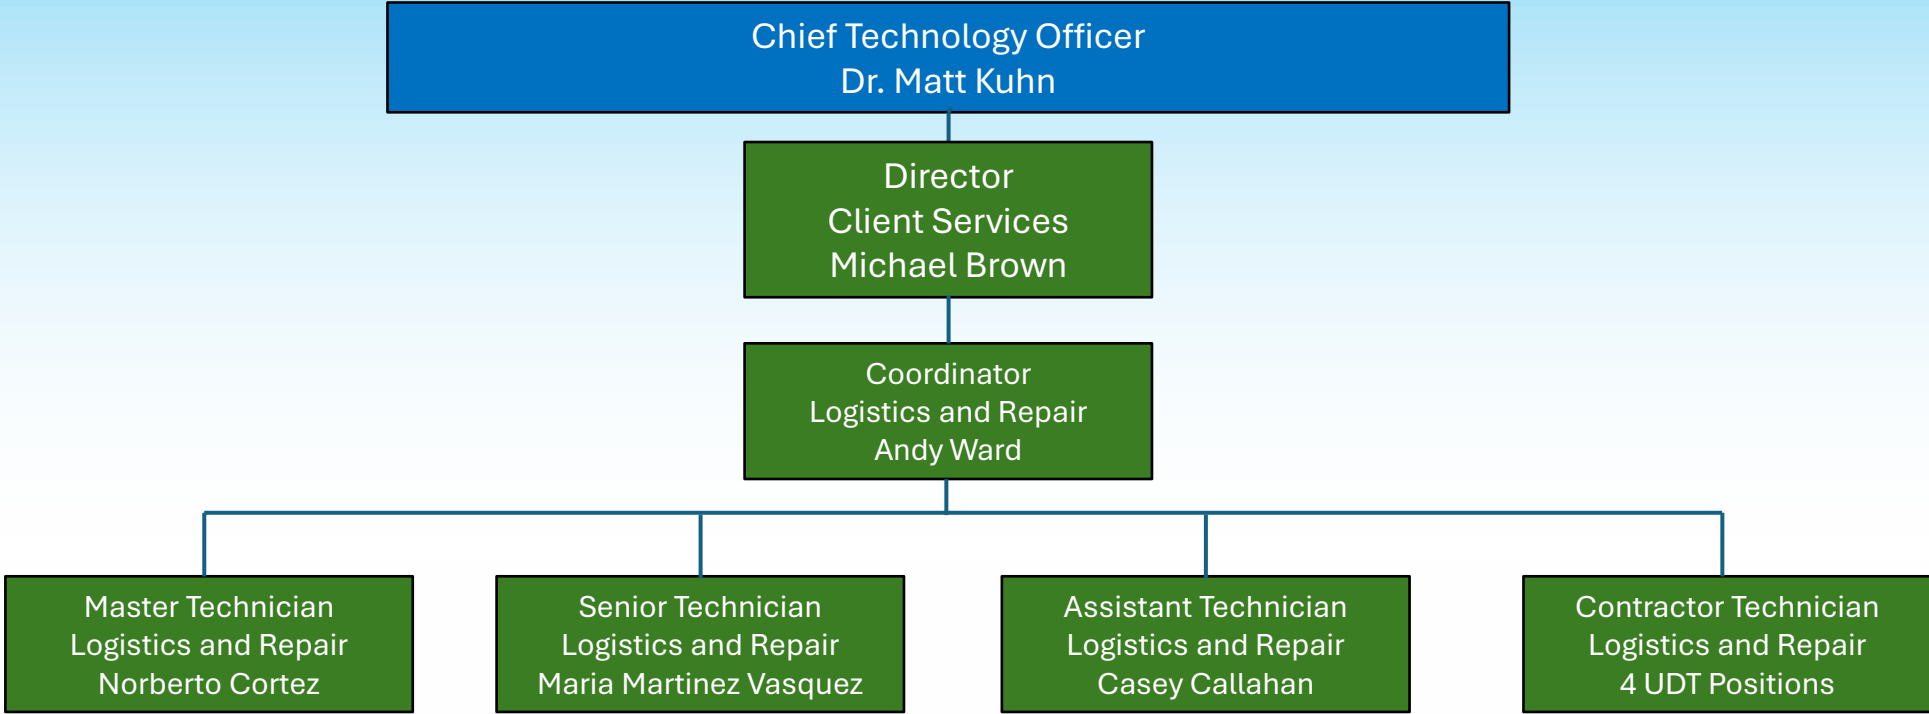 Chief Technology Officer
Dr. Matt Kuhn
Director
Client Services
Michael Brown
Coordinator
Logistics and Repair
Andy Ward
Master Technician
Logistics and Repair
Norberto Cortez
Senior Technician
Logistics and Repair
Maria Martinez Vasquez
Assistant Technician
Logistics and Repair
Casey Callahan
Contractor Technician
Logistics and Repair
4 UDT Positions